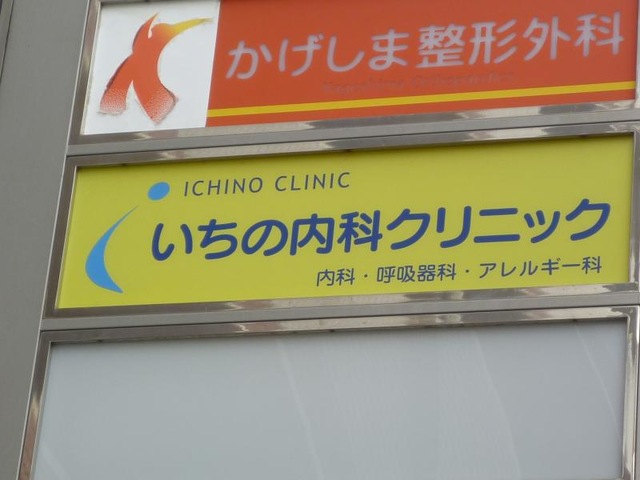 かげしま整形外科
ICHINO CLINIC
いちの内科クリニック
内科・呼吸器科・アレルギー科